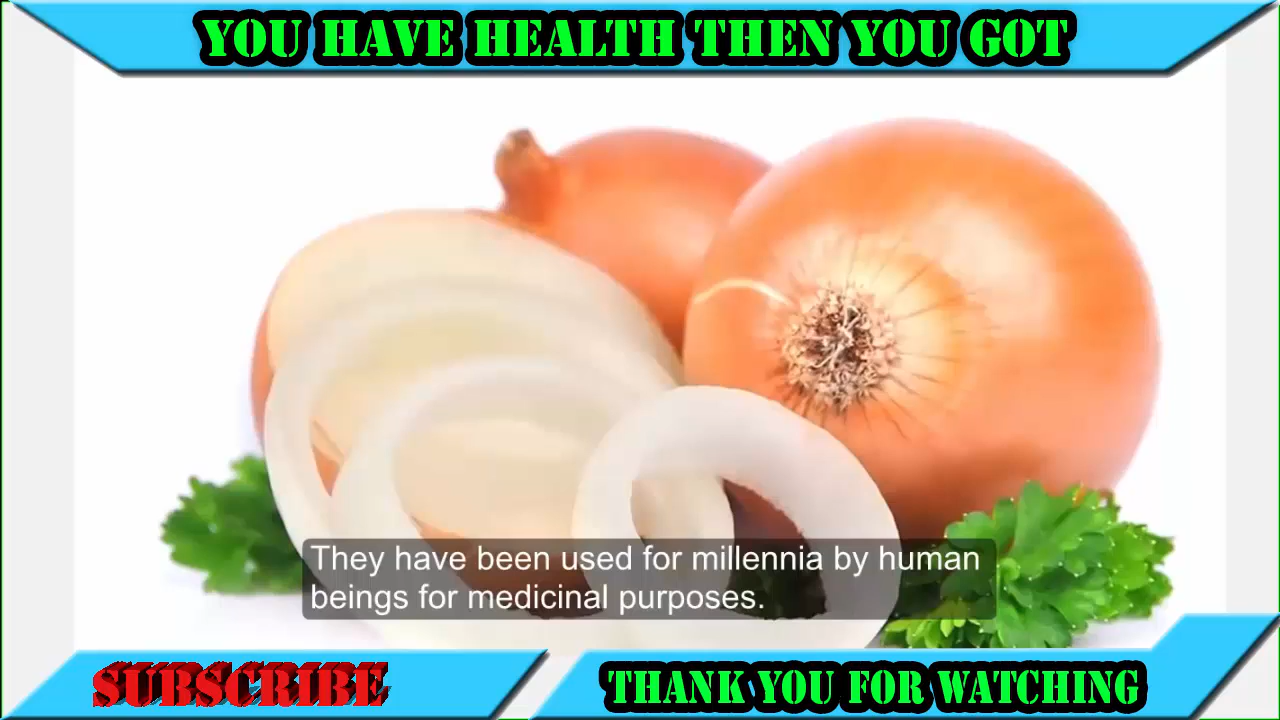 YOU HAVE HEALTH THEN YOU GOT
They have been used for millennia by human
beings for medicinal purposes.
SUBSCRIBE
THANK YOU FOR WATCHING